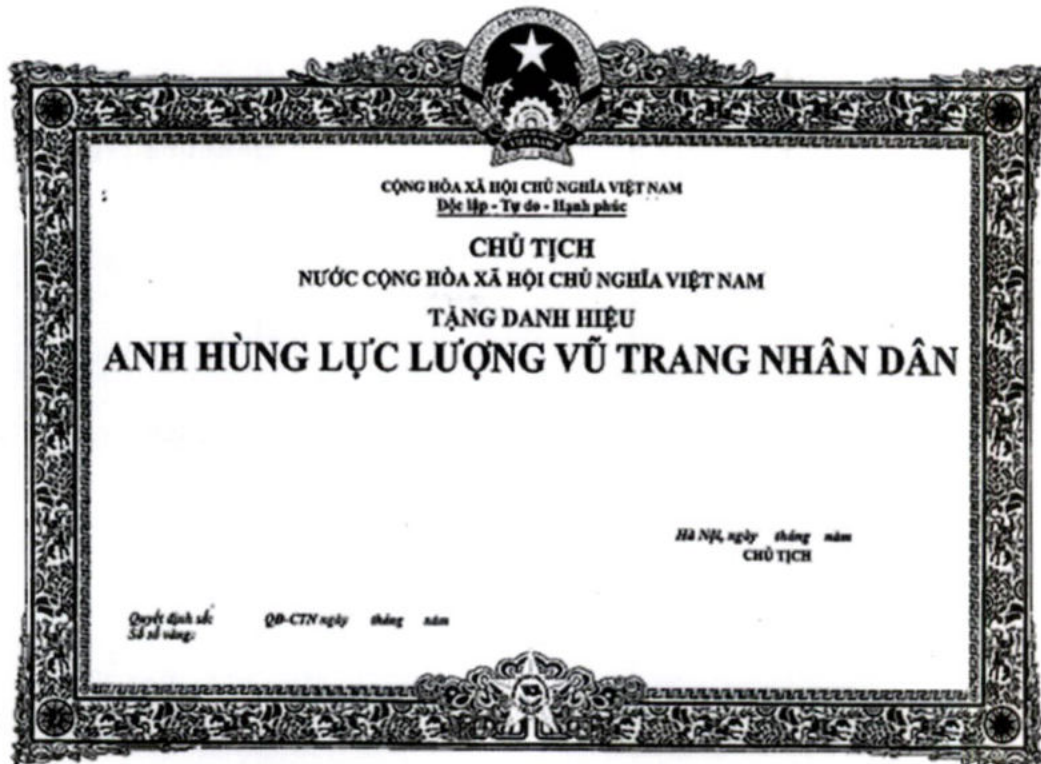 CỘNG HÒA XÃ HỘI CHỦ NGHĨA VIỆT NAM
Độc lập - Tự do - Hạnh phúc
CHỦ TỊCH
NƯỚC CỘNG HÒA XÃ HỘI CHỦ NGHĨA VIỆT NAM
TẶNG DANH HIỆU
ANH HÙNG LỰC LƯỢNG VŨ TRANG NHÂN DÂN
Hà Nội, ngày tháng năm
CHỦ TỊCH
Quyết định số: QĐ-CTN ngày tháng năm
Số sổ vàng: